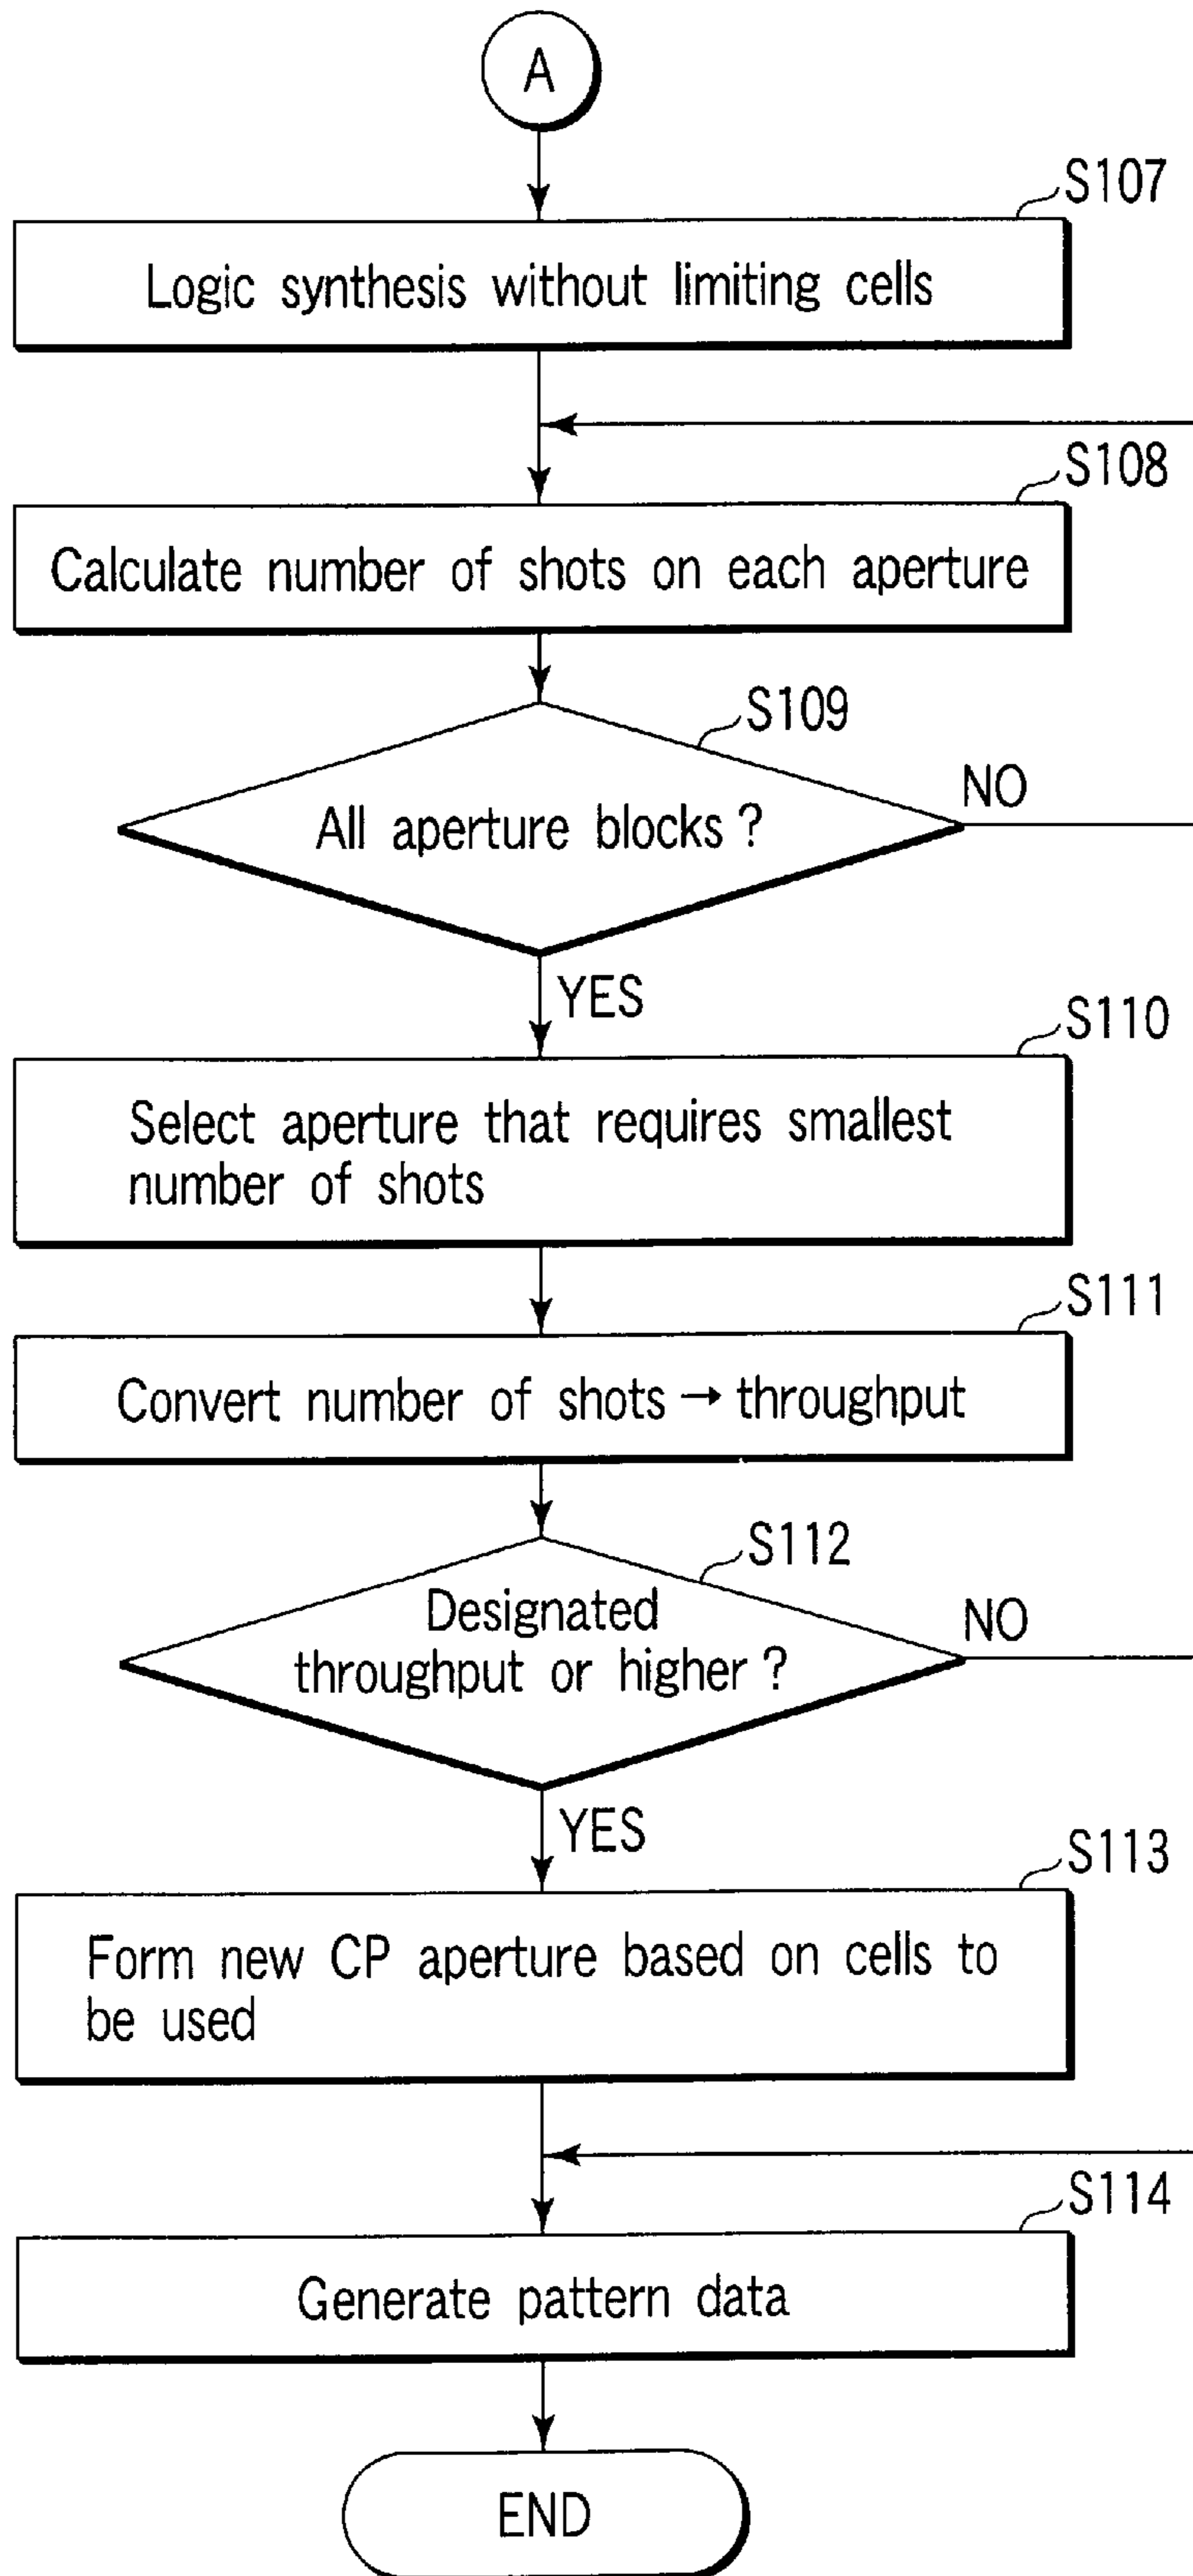 A
S107
Logic synthesis without limiting cells
S108
Calculate number of shots on each aperture
S109
All aperture blocks ?
NO
YES
S110
Select aperture that requires smallest
number of shots
S111
Convert number of shots → throughput
S112
Designated
throughput or higher ?
NO
YES
S113
Form new CP aperture based on cells to
be used
S114
Generate pattern data
END